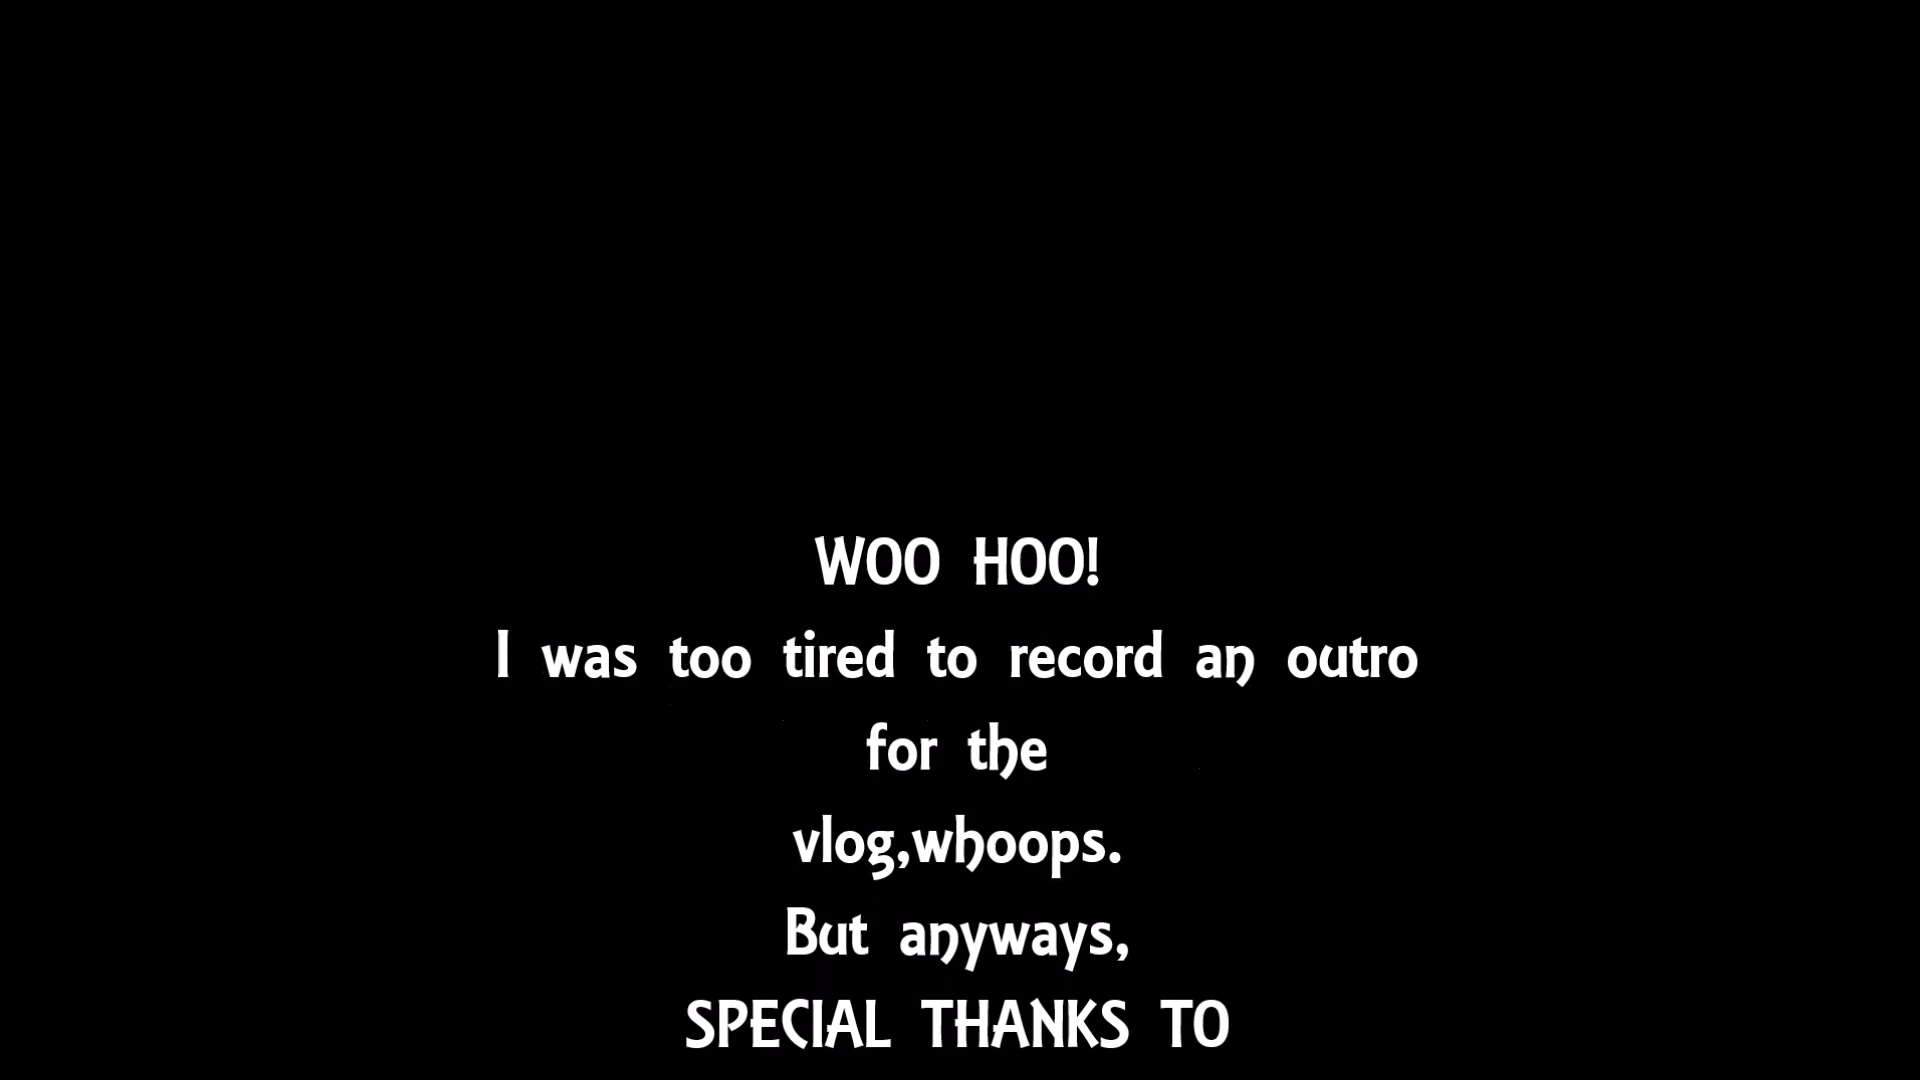 WOO HOO!
I was too tired to record an outro
for the
vlog,whoops.
But anyways,
SPECIAL THANKS TO